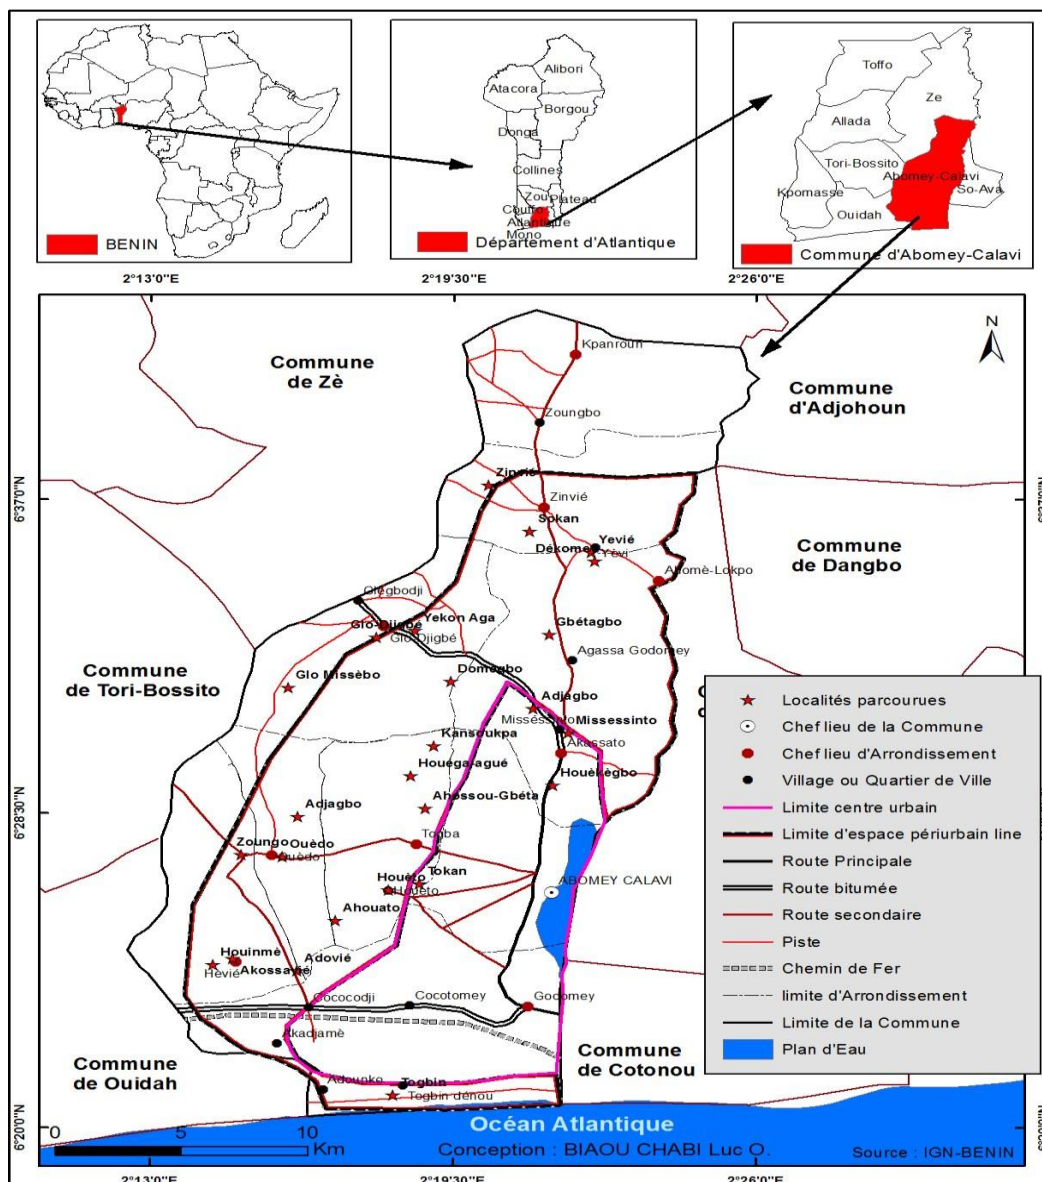 BENIN
Alibori
Atacora
Borgou
Donga
Collines
Zou
Plateau
Couffo
Atlantique
Mono
Département d'Atlantique
Toffo
Ze
Allada
Tori-Bossito
Abomey-Calavi
Kpomasse
So-Ava
Ouidah
Commune d'Abomey-Calavi
2°13'0"E
2°19'30"E
2°26'0"E
N
Kpanroun
Commune
de Zè
Commune
d'Adjohoun
Zoungbo
Zinvié
6°37'0"N
Zinvié
Sokan
Yevié
Dékome
Yévi
Commune
de Dangbo
Abomè-Lokpo
Glegbodji
Yekon Aga
Glo-Djigbé
Glo-Djigbé
Gbétagbo
Agassa Godomey
Commune
de Tori-Bossito
Glo Missèbo
Domègbo
Adjagbo
Missessinto
Kansoukpa
Akassato
Houèga-agué
Houèkègbo
Adjagbo
Ahossou-Gbéta
6°28'30"N
Zoungo
Ouèdo
Ouèdo
Togba
Tokan
Houèto
Houeto
ABOMEY CALAVI
Ahouato
Houinmè
Hevié
Akossavié
Adovié
Cococodji
Cocotomey
Godomey
Akadjamè
Commune
de Ouidah
Commune
de Cotonou
Adounko
Togbin
Togbin dénou
6°20'0"N
Océan Atlantique
0 5 10
Km
Conception : BIAOU CHABI Luc O.
Source : IGN-BENIN
2°13'0"E
2°19'30"E
2°26'0"E
Localités parcourues
Chef lieu de la Commune
Chef lieu d'Arrondissement
Village ou Quartier de Ville
Limite centre urbain
Limite d'espace périurbain line
Route Principale
Route bitumée
Route secondaire
Piste
Chemin de Fer
limite d'Arrondissement
Limite de la Commune
Plan d'Eau